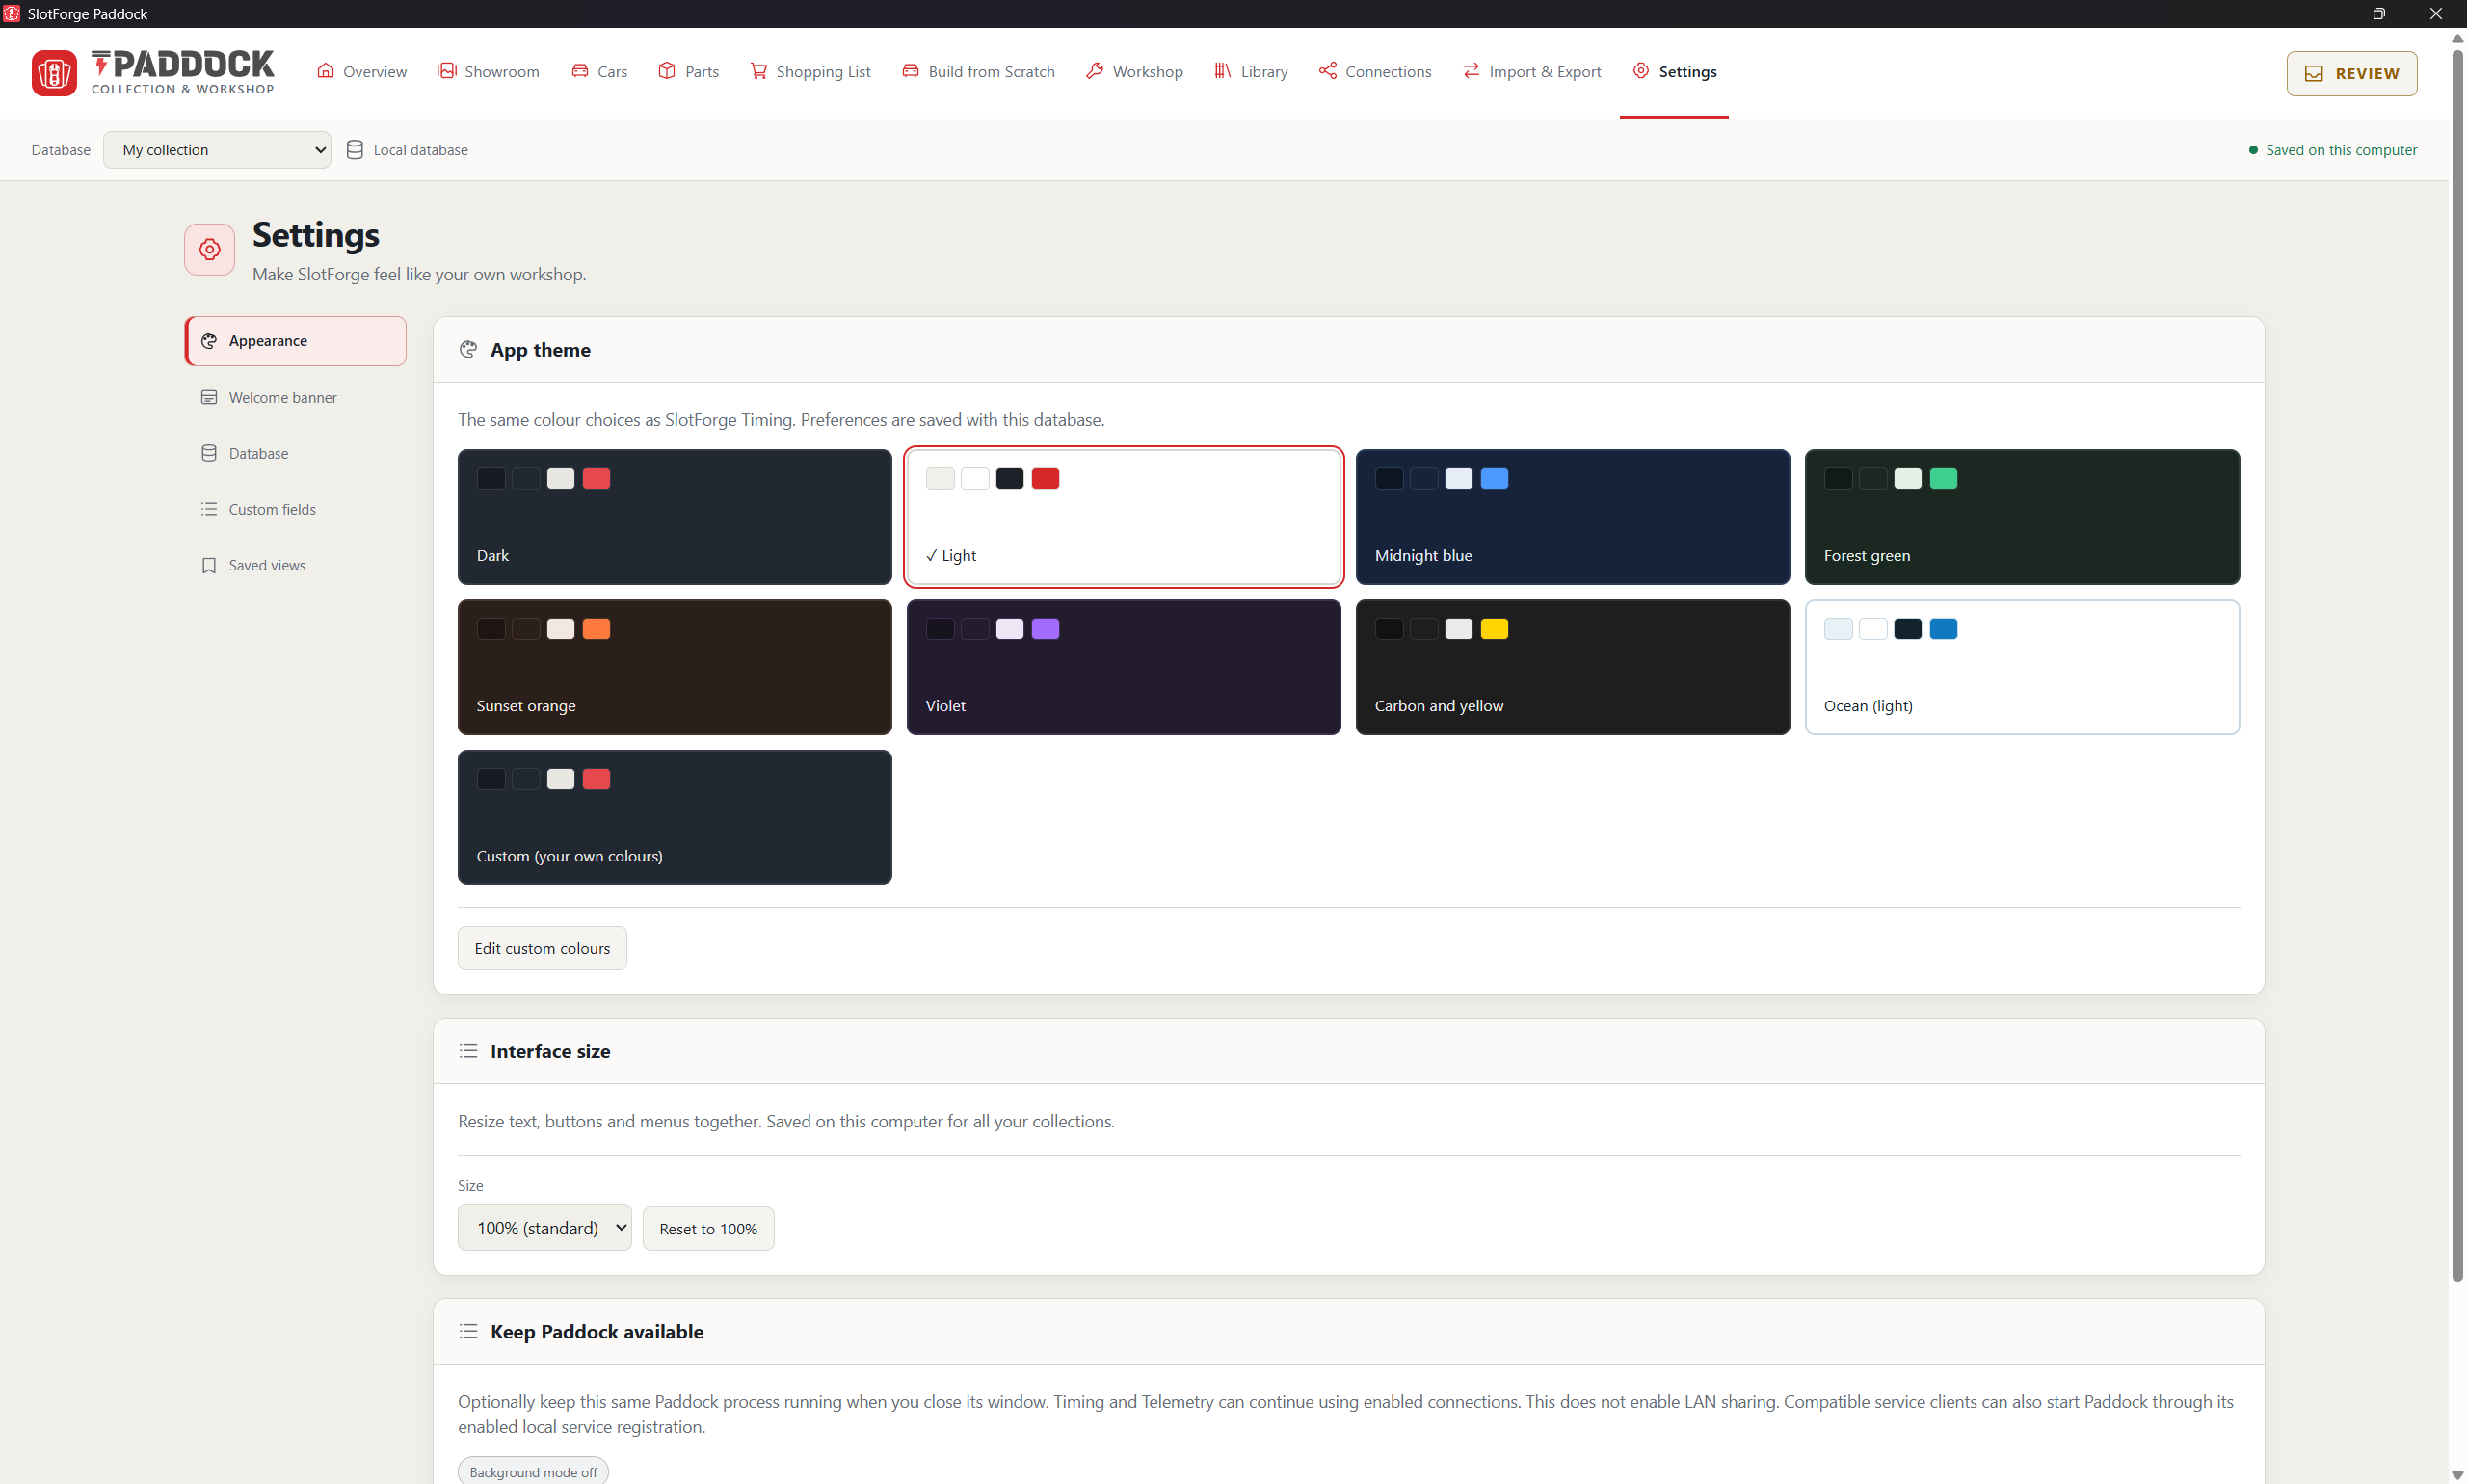 SlotForge Paddock
PADDOCK
COLLECTION & WORKSHOP
Overview
Showroom
Cars
Parts
Shopping List
Build from Scratch
Workshop
Library
Connections
Import & Export
Settings
REVIEW
Database
My collection
Local database
Saved on this computer
Settings
Make SlotForge feel like your own workshop.
Appearance
Welcome banner
Database
Custom fields
Saved views
App theme
The same colour choices as SlotForge Timing. Preferences are saved with this database.
Dark
✓ Light
Midnight blue
Forest green
Sunset orange
Violet
Carbon and yellow
Ocean (light)
Custom (your own colours)
Edit custom colours
Interface size
Resize text, buttons and menus together. Saved on this computer for all your collections.
Size
100% (standard)
Reset to 100%
Keep Paddock available
Optionally keep this same Paddock process running when you close its window. Timing and Telemetry can continue using enabled connections. This does not enable LAN sharing. Compatible service clients can also start Paddock through its
enabled local service registration.
Background mode off